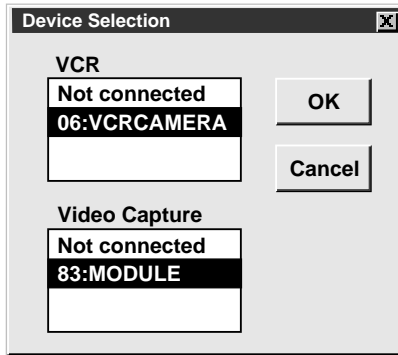 Device Selection
VCR
Not connected
06:VCRCAMERA
OK
Cancel
Video Capture
Not connected
83:MODULE